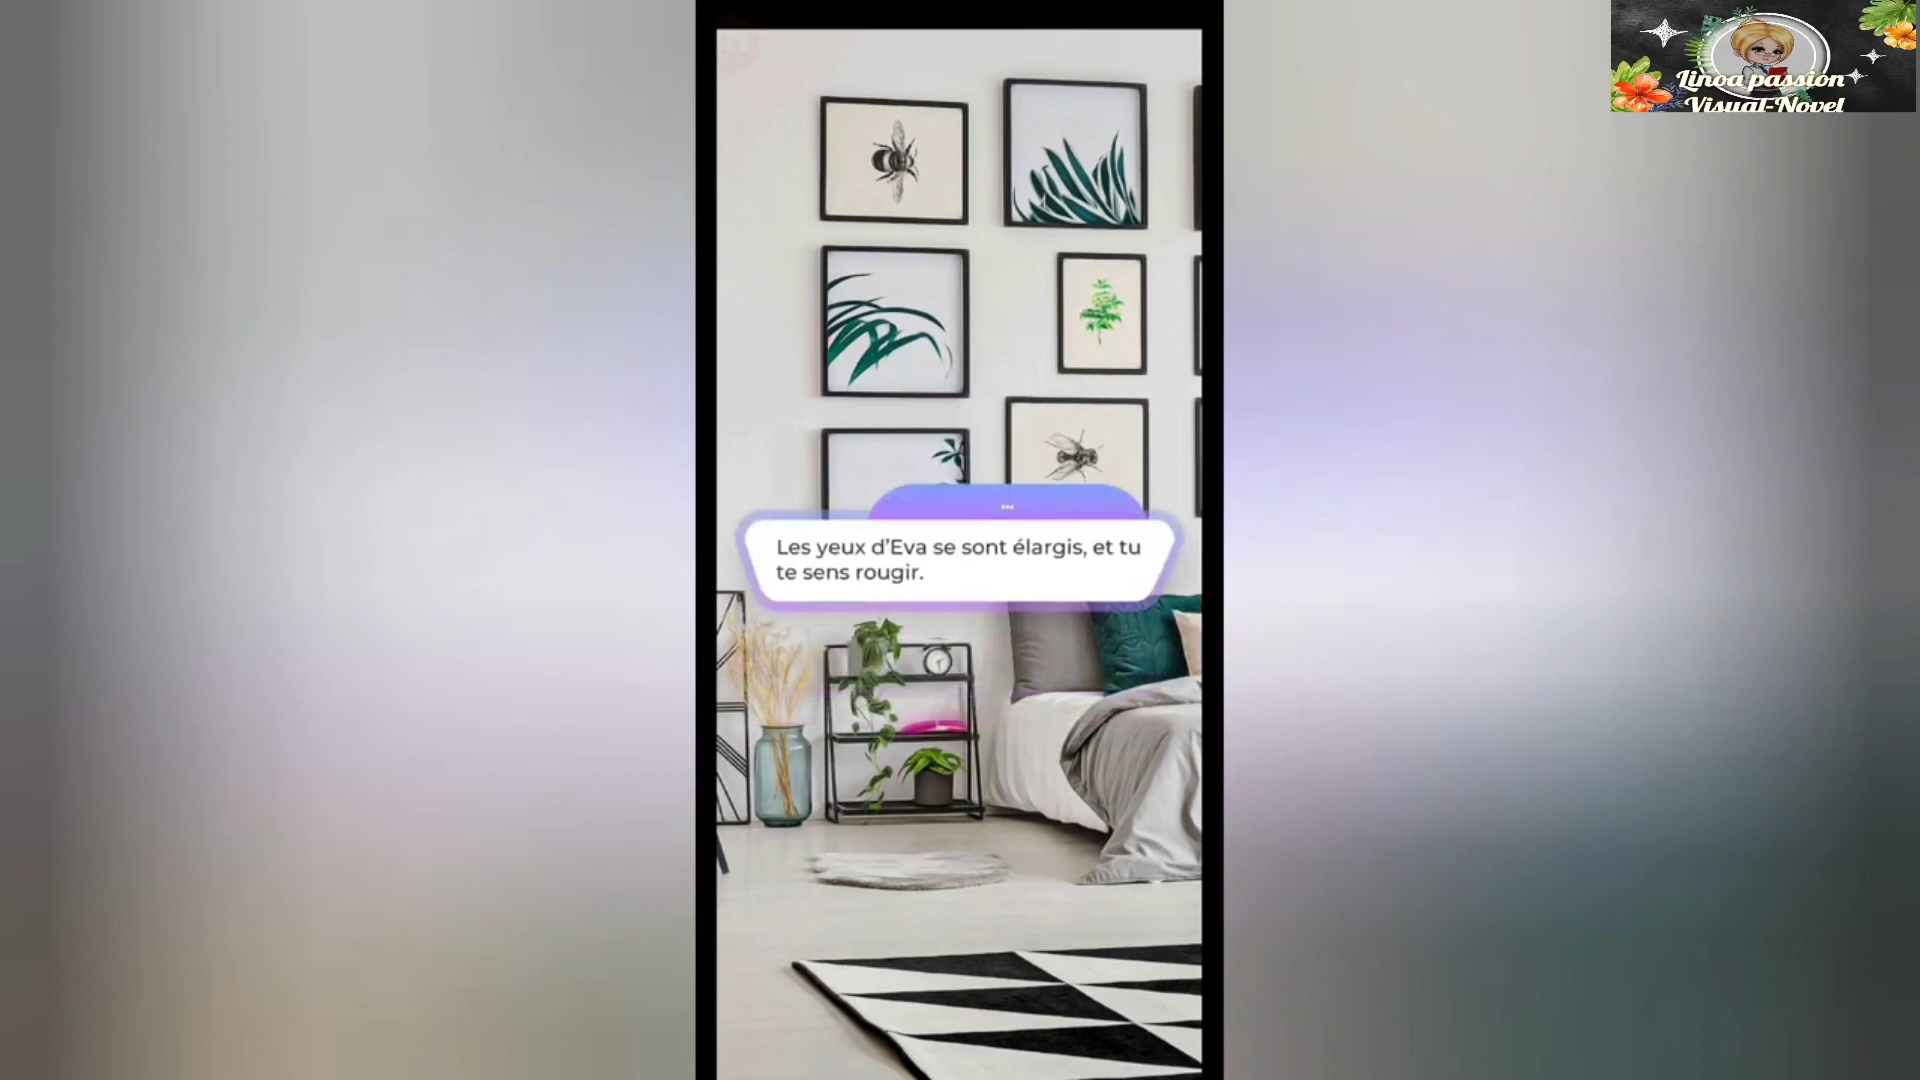 Linoa passion
Visual-Novel
...
Les yeux d’Eva se sont élargis, et tu
te sens rougir.